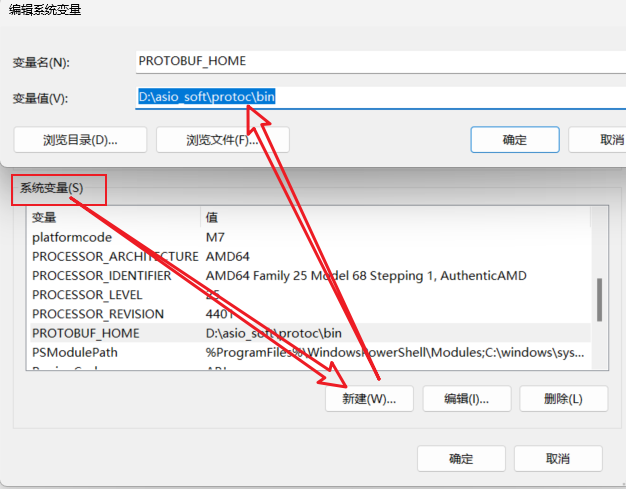 编辑系统变量
变量名(N): PROTOBUF_HOME
变量值(V): D:\asio_soft\protoc\bin
浏览目录(D)... 浏览文件(F)... 确定 取消
系统变量(S)
变量 值
platformcode M7
PROCESSOR_ARCHITECTURE AMD64
PROCESSOR_IDENTIFIER AMD64 Family 25 Model 68 Stepping 1, AuthenticAMD
PROCESSOR_LEVEL 25
PROCESSOR_REVISION 4401
PROTOBUF_HOME D:\asio_soft\protoc\bin
PSModulePath %ProgramFiles%\WindowsPowerShell\Modules;C:\windows\sys...
新建(W)... 编辑(I)... 删除(L)
确定 取消